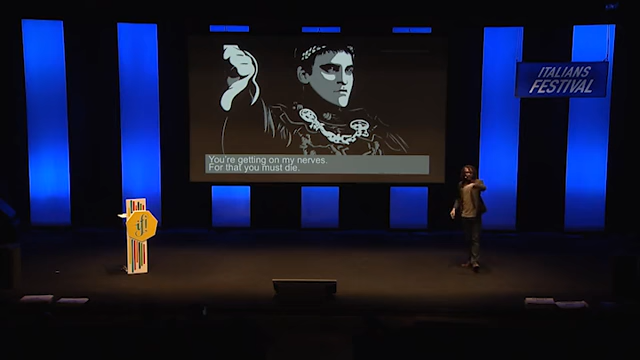 ITALIANS
FESTIVAL
You're getting on my nerves.
For that you must die.